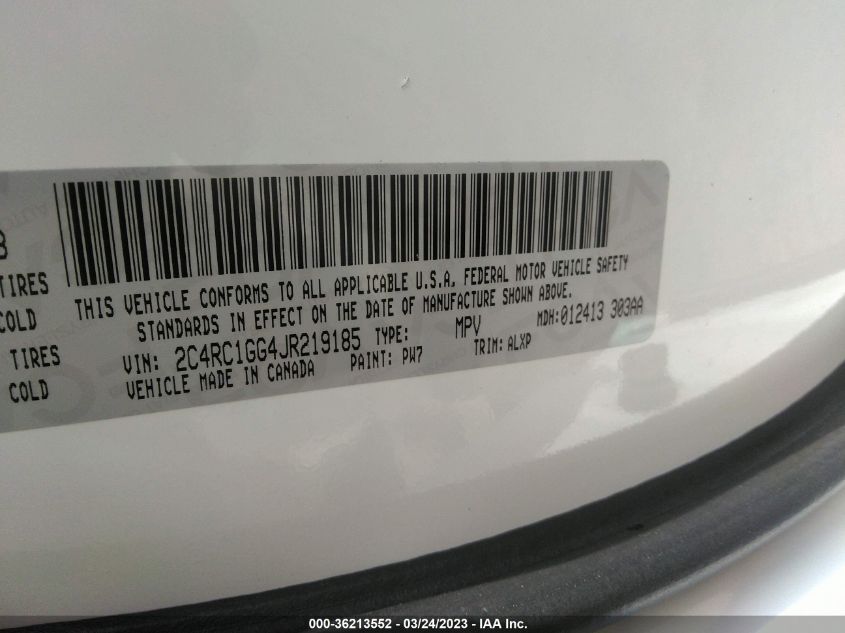 TIRES
COLD
TIRES
COLD
THIS VEHICLE CONFORMS TO ALL APPLICABLE U.S.A. FEDERAL MOTOR VEHICLE SAFETY
STANDARDS IN EFFECT ON THE DATE OF MANUFACTURE SHOWN ABOVE.
VIN: 2C4RC1GG4JR219185 TYPE: MPV MDH:012413 303AA
VEHICLE MADE IN CANADA PAINT: PW7 TRIM:ALXP
000-36213552 — 03/24/2023 — IAA Inc.